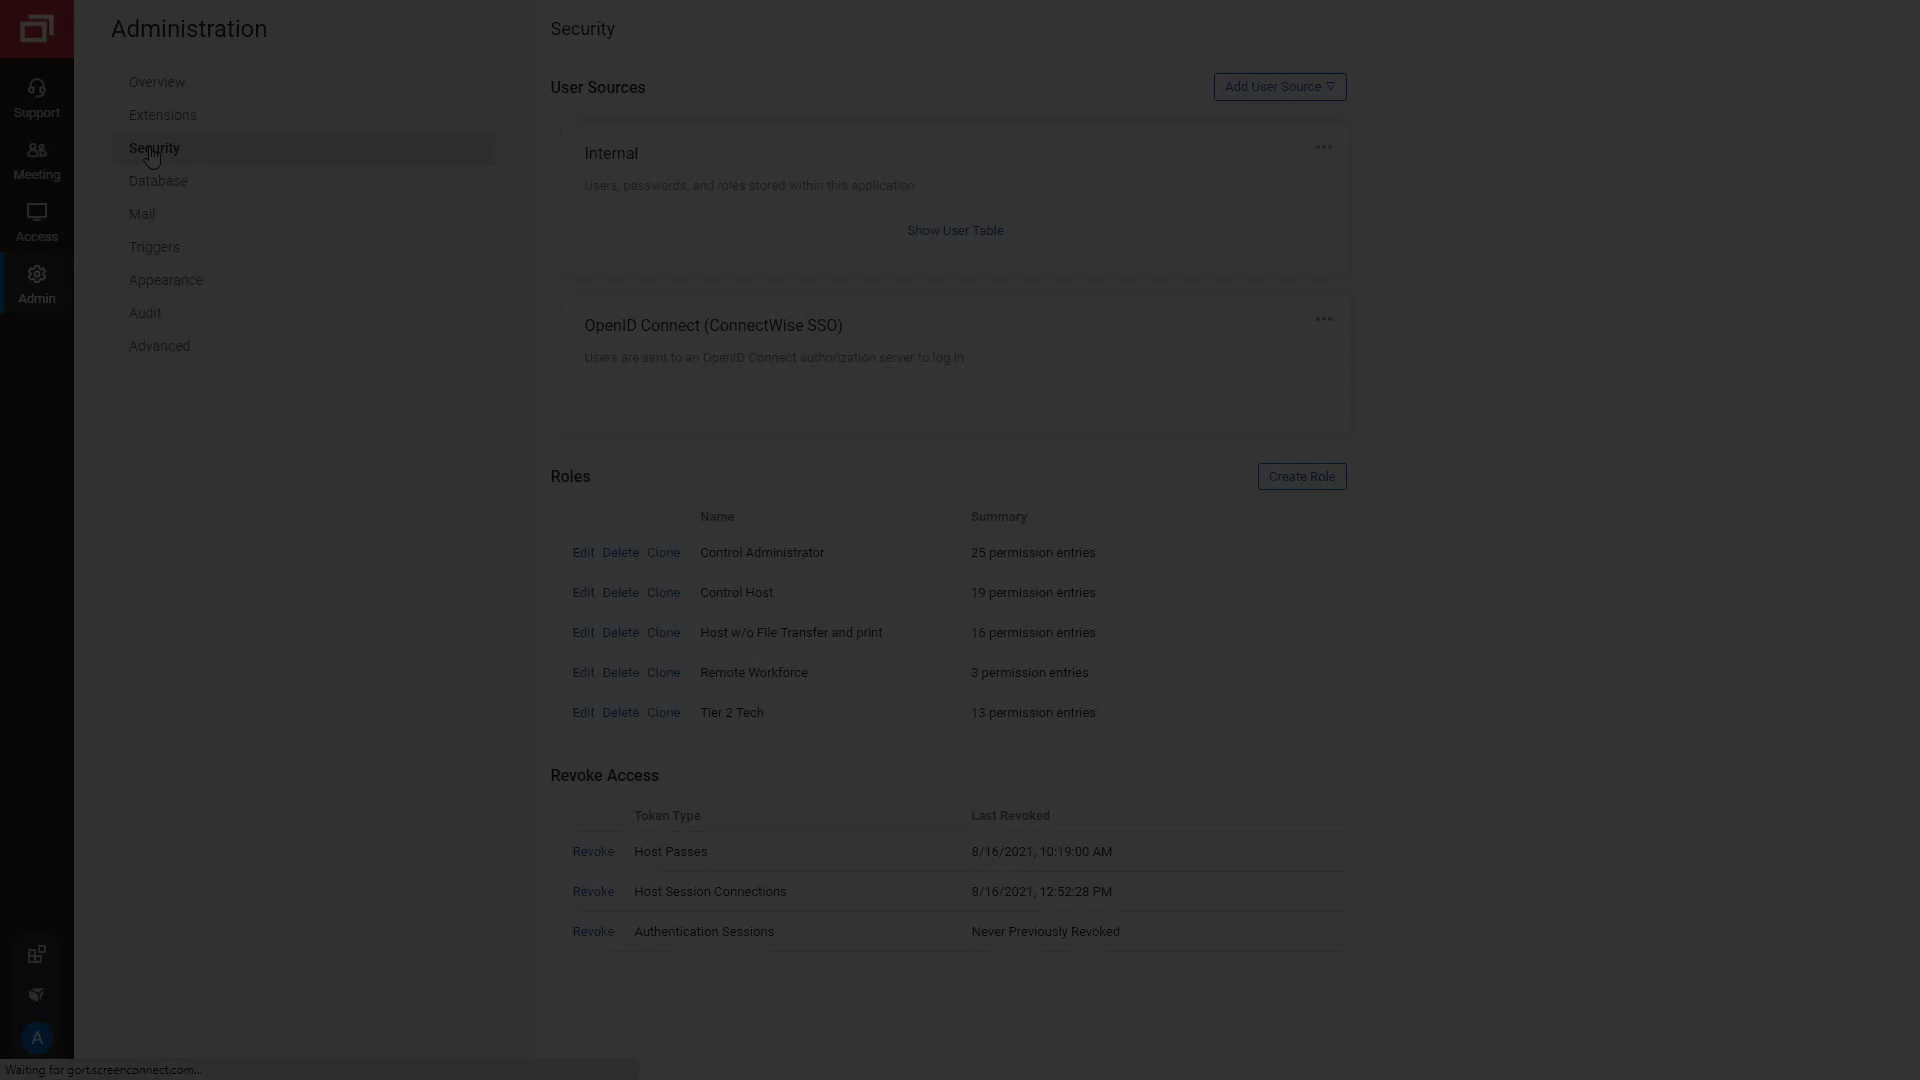 Administration
Security
Overview
Extensions
Security
Database
Mail
Triggers
Appearance
Audit
Advanced
Support
Meeting
Access
Admin
A
User Sources
Add User Source
Internal
Users, passwords, and roles stored within this application
Show User Table
OpenID Connect (ConnectWise SSO)
Users are sent to an OpenID Connect authorization server to log in
Roles
Create Role
Name Summary
Edit Delete Clone Control Administrator 25 permission entries
Edit Delete Clone Control Host 19 permission entries
Edit Delete Clone Host w/o File Transfer and print 16 permission entries
Edit Delete Clone Remote Workforce 3 permission entries
Edit Delete Clone Tier 2 Tech 13 permission entries
Revoke Access
Token Type Last Revoked
Revoke Host Passes 8/16/2021, 10:19:00 AM
Revoke Host Session Connections 8/16/2021, 12:52:28 PM
Revoke Authentication Sessions Never Previously Revoked
Waiting for gort.screenconnect.com...